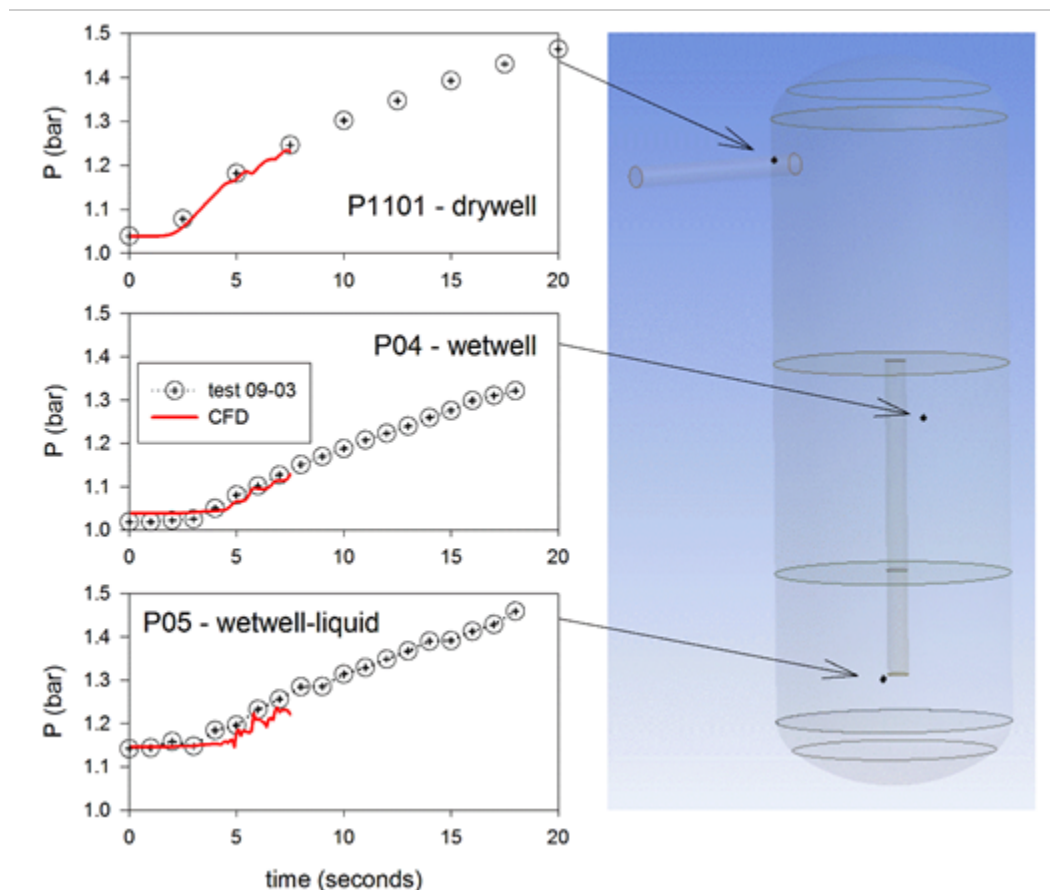 1.5
1.4
1.3
1.2
1.1
1.0
P (bar)
P1101 - drywell
0 5 10 15 20
1.5
1.4
1.3
1.2
1.1
1.0
P (bar)
P04 - wetwell
test 09-03
CFD
0 5 10 15 20
1.5
1.4
1.3
1.2
1.1
1.0
P (bar)
P05 - wetwell-liquid
0 5 10 15 20
time (seconds)